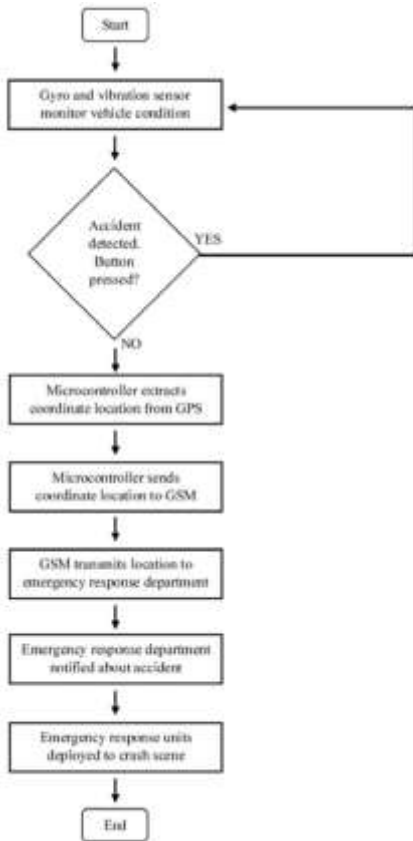 Start
Gyro and vibration sensor
monitor vehicle condition
Accident
detected.
Button
pressed?
YES
NO
Microcontroller extracts
coordinate location from GPS
Microcontroller sends
coordinate location to GSM
GSM transmits location to
emergency response department
Emergency response department
notified about accident
Emergency response units
deployed to crash scene
End